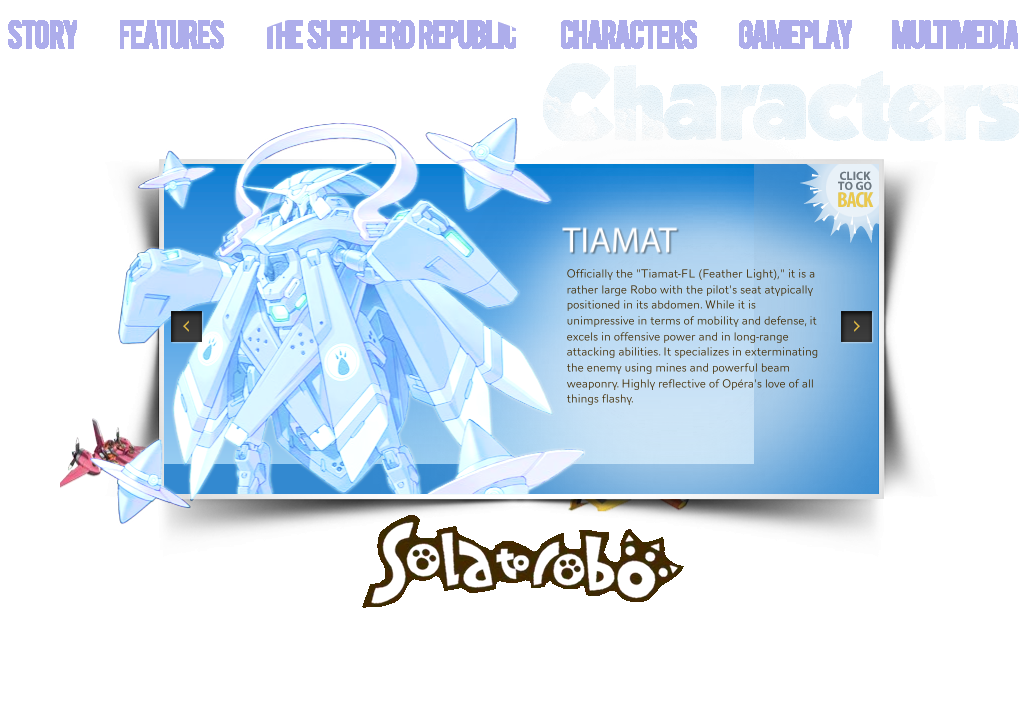 STORY FEATURES THE SHEPHERD REPUBLIC CHARACTERS GAMEPLAY MULTIMEDIA
Characters
CLICK
TO GO
BACK
TIAMAT
Officially the "Tiamat-FL (Feather Light)," it is a
rather large Robo with the pilot's seat atypically
positioned in its abdomen. While it is
unimpressive in terms of mobility and defense, it
excels in offensive power and in long-range
attacking abilities. It specializes in exterminating
the enemy using mines and powerful beam
weaponry. Highly reflective of Opéra's love of all
things flashy.
Solatorobo